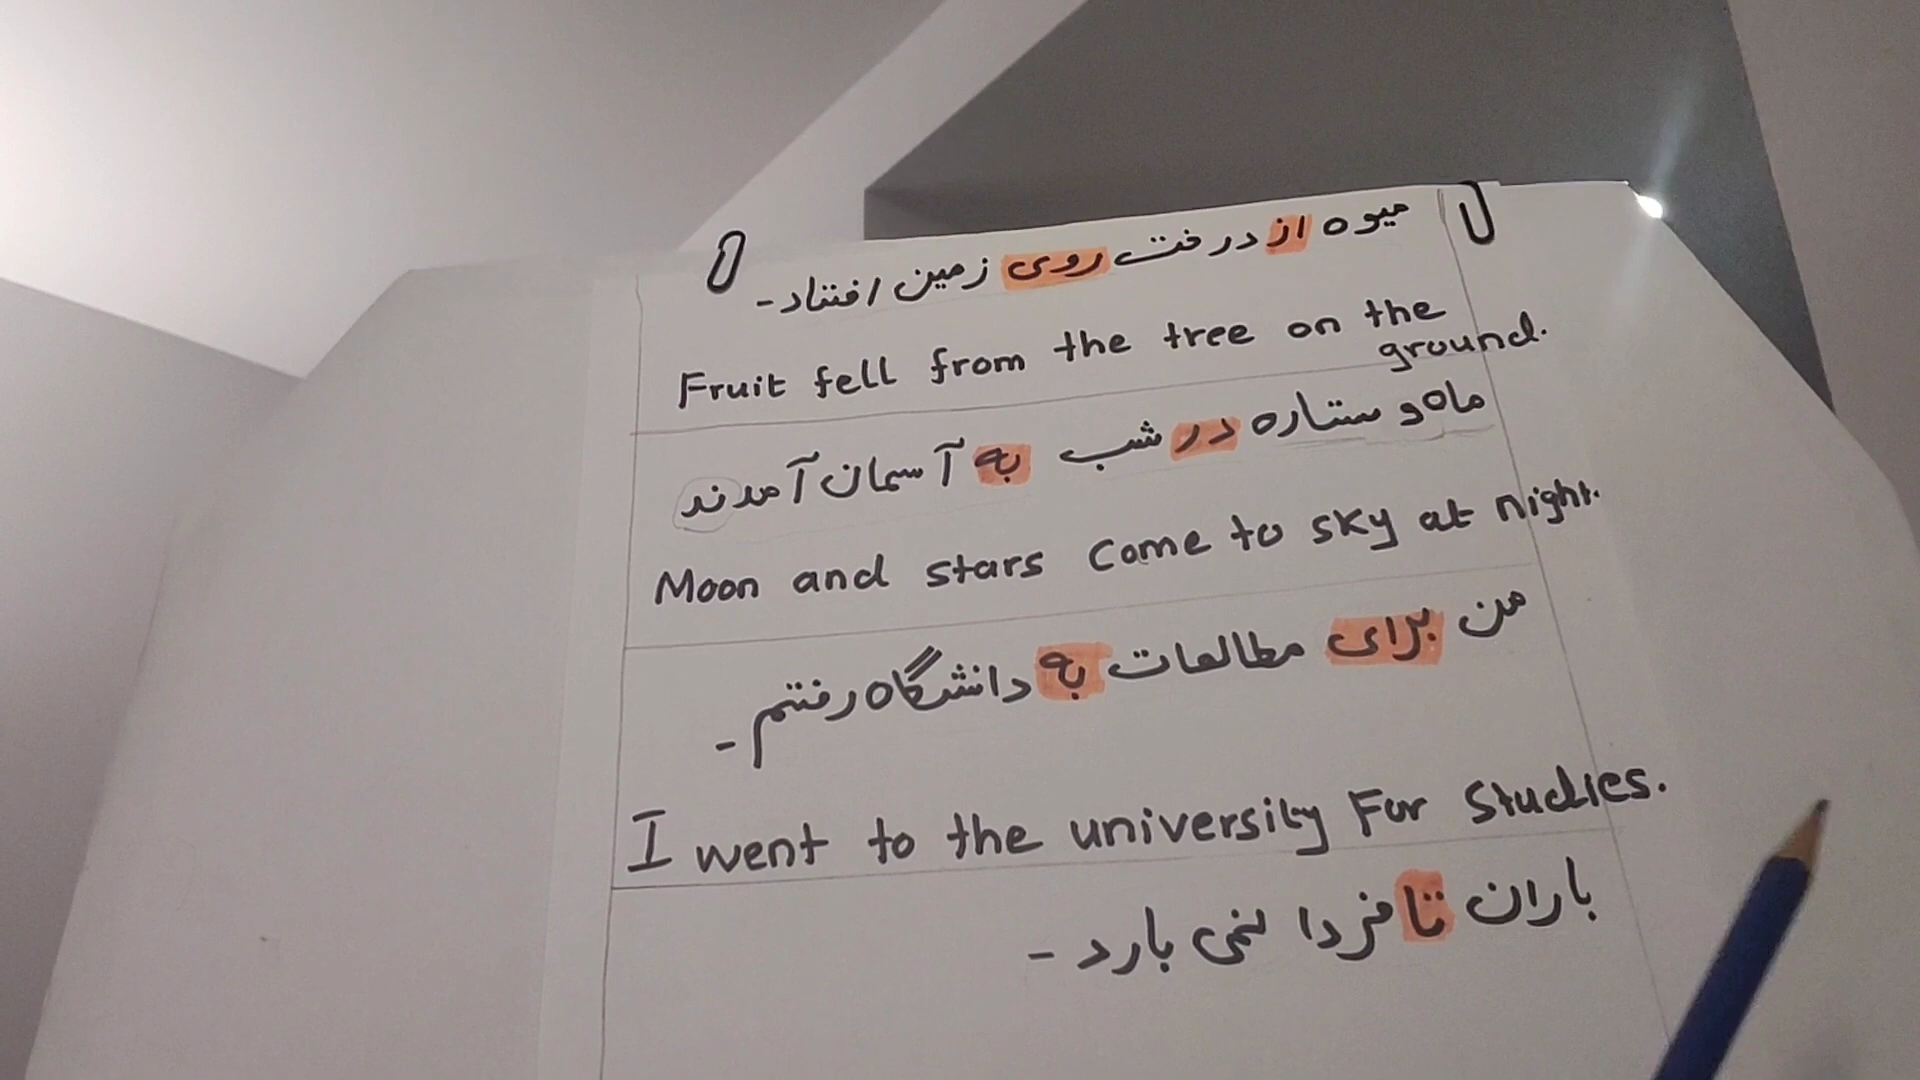 میوه از درخت روی زمین افتاد -
Fruit fell from the tree on the
ground.
ماه و ستاره در شب به آسمان آمدند
Moon and stars come to sky at night.
من برای مطالعات به دانشگاه رفتم -
I went to the university For Studies.
باران تا فردا نمی بارد -